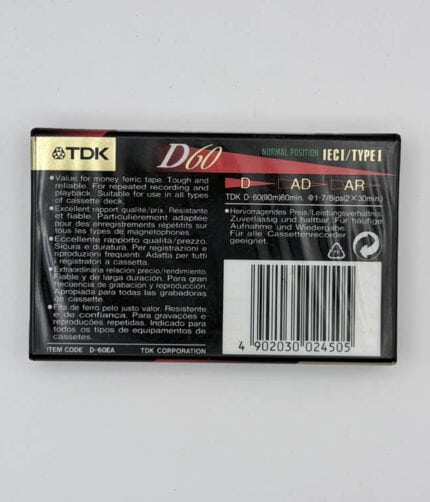 TDK
D60
NORMAL POSITION IECI/TYPE I
D AD AR
TDK D-60(90m)60min. @1-7/8ips(2×30min)
•Value for money ferric tape. Tough and
reliable. For repeated recording and
playback. Suitable for use in all types
of cassette deck.
•Excellent rapport qualité/prix. Resistante
et fiable. Particulièrement adaptée
pour des enregistrements répétitifs sur
tous les types de magnétophones.
•Eccellente rapporto qualità/prezzo.
Sicura e duratura. Per registrazioni e
riproduzioni frequenti. Adatta per tutti
i registratori a cassetta.
•Extraordinaria relación precio/rendimiento.
Fiable y de larga duración. Para gran
frecuencia de grabación y reproducción.
Apropiada para todas las grabadoras
de cassette.
•Fita de ferro pelo justo valor. Resistente
e de confiança. Para gravações e
reproduções repetidas. Indicado para
todos os tipos de equipamentos de
cassetes.
•Hervorragendes Preis/Leistungsverhältnis.
Zuverlässig und haltbar. Für häufige
Aufnahme und Wiedergabe.
Für alle Cassettenrecorder
geeignet.
4 902030 024505
ITEM CODE D-60EA TDK CORPORATION